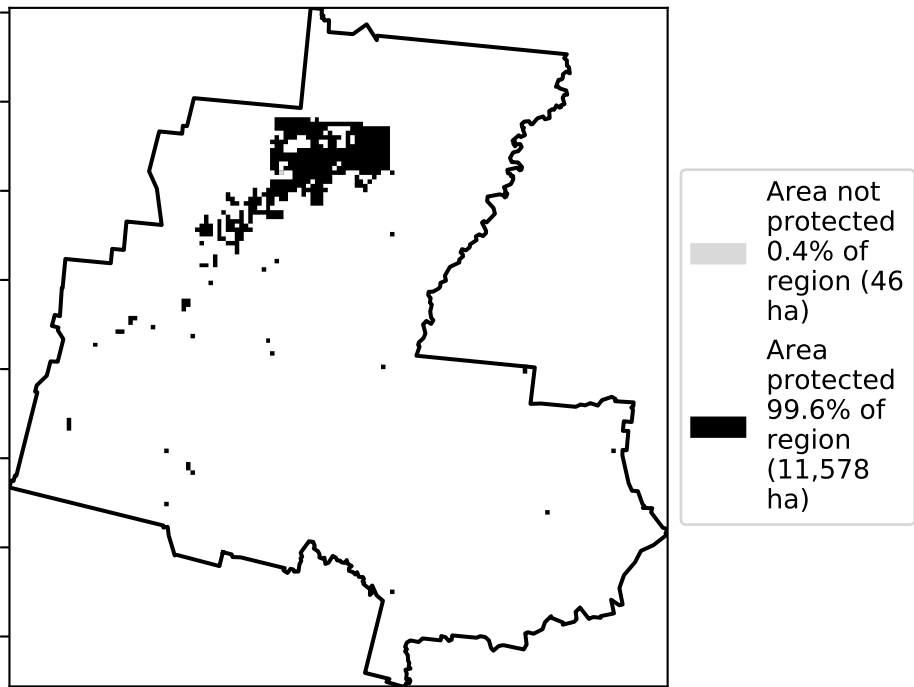 Area not
protected
0.4% of
region (46
ha)
Area
protected
99.6% of
region
(11,578
ha)